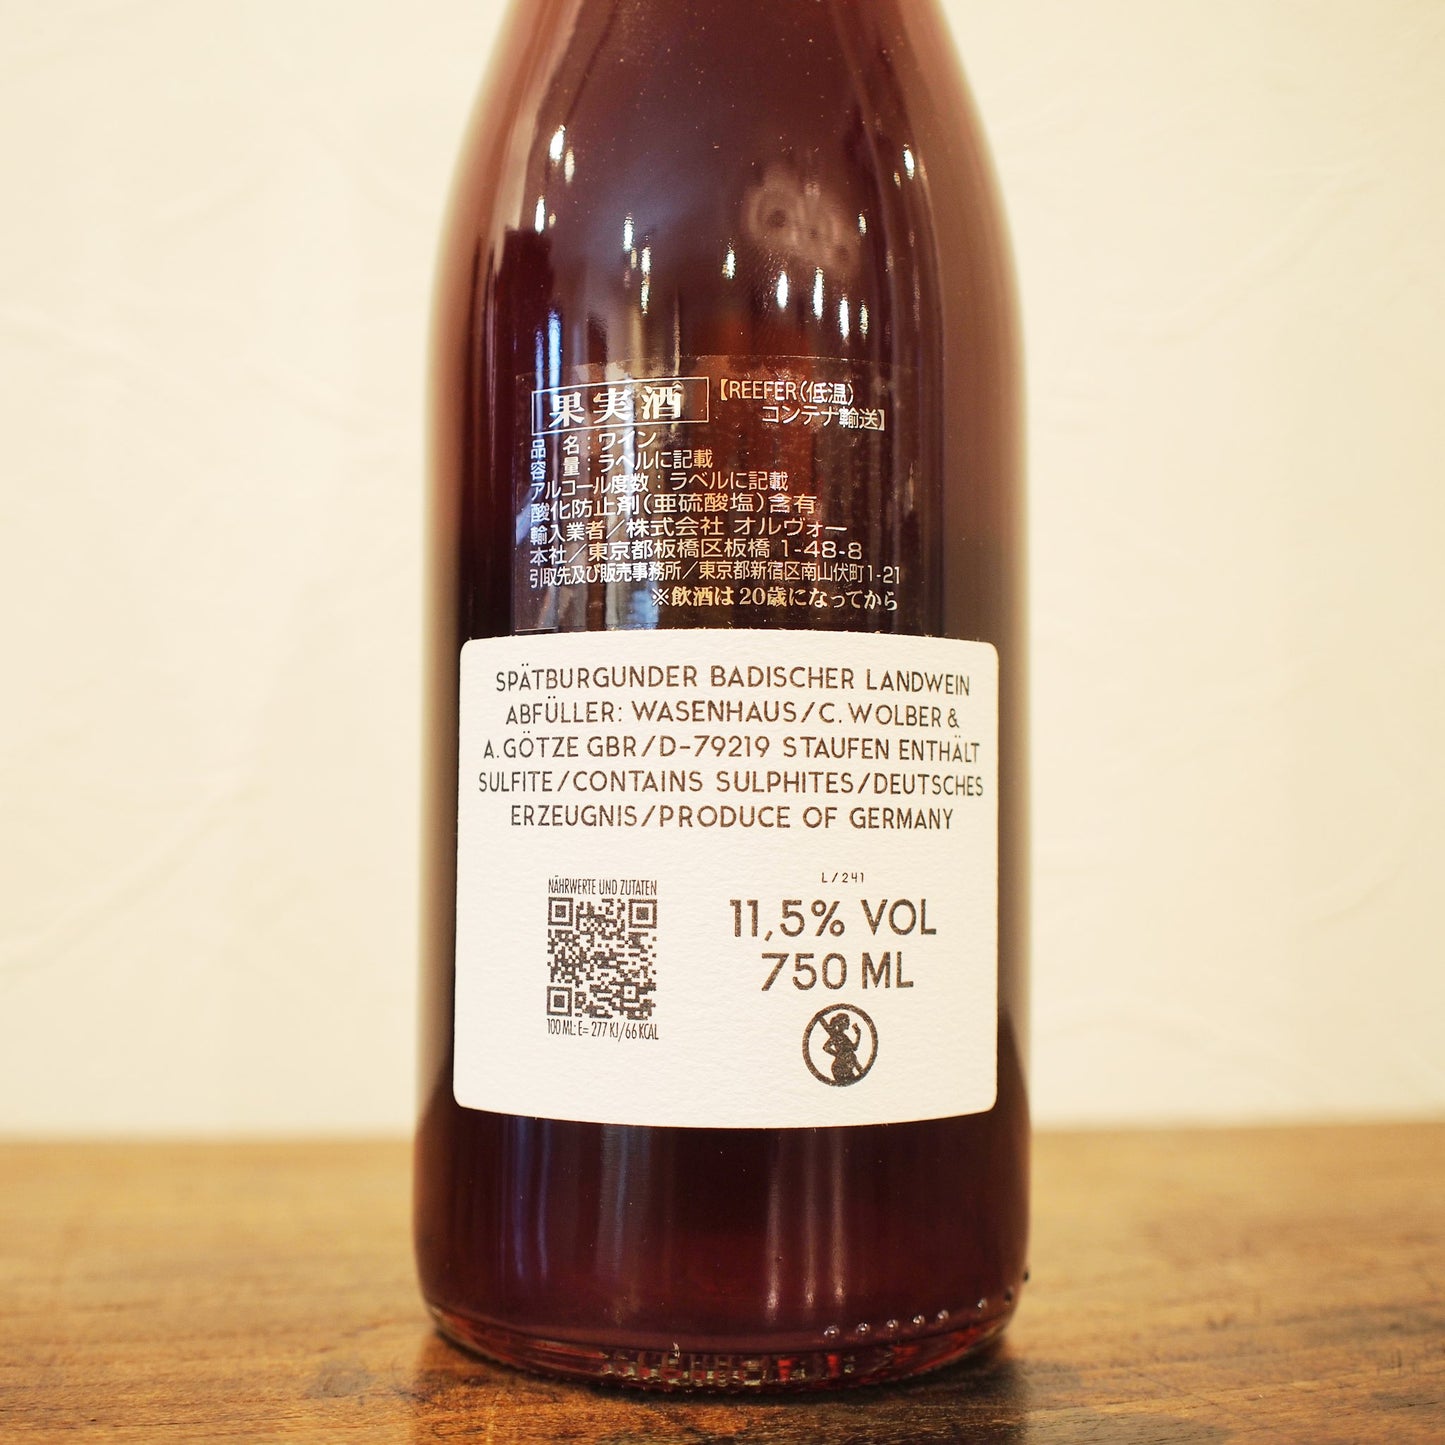 果実酒 【REEFER(低温)
コンテナ輸送】
品 名:ワイン
容 量:ラベルに記載
アルコール度数:ラベルに記載
酸化防止剤(亜硫酸塩)含有
輸入業者/株式会社 オルヴォー
本社/東京都板橋区板橋 1-48-8
引取先及び販売事務所/東京都新宿区南山伏町1-21
※飲酒は20歳になってから
SPÄTBURGUNDER BADISCHER LANDWEIN
ABFÜLLER: WASENHAUS/C. WOLBER &
A. GÖTZE GBR/D-79219 STAUFEN ENTHÄLT
SULFITE/CONTAINS SULPHITES/DEUTSCHES
ERZEUGNIS/PRODUCE OF GERMANY
NÄHRWERTE UND ZUTATEN
100 ML: E= 277 KJ/66 KCAL
L/241
11,5% VOL
750 ML